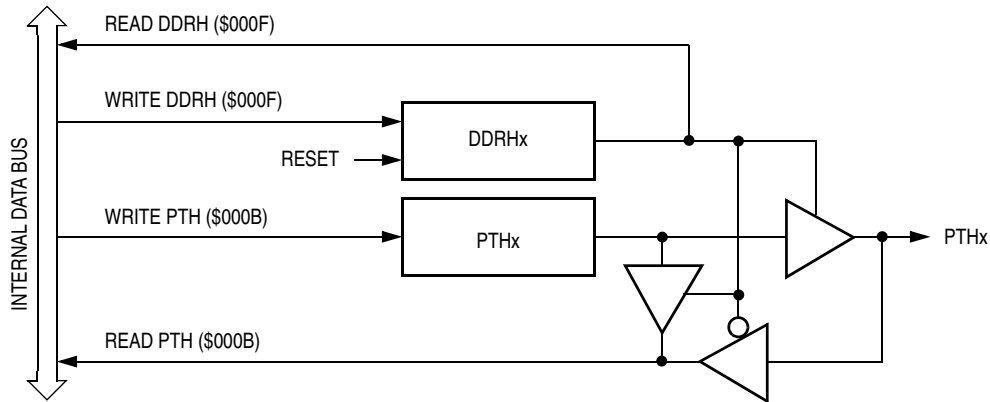 READ DDRH ($000F)
WRITE DDRH ($000F)
DDRHx
RESET
WRITE PTH ($000B)
PTHx
PTHx
READ PTH ($000B)
INTERNAL DATA BUS